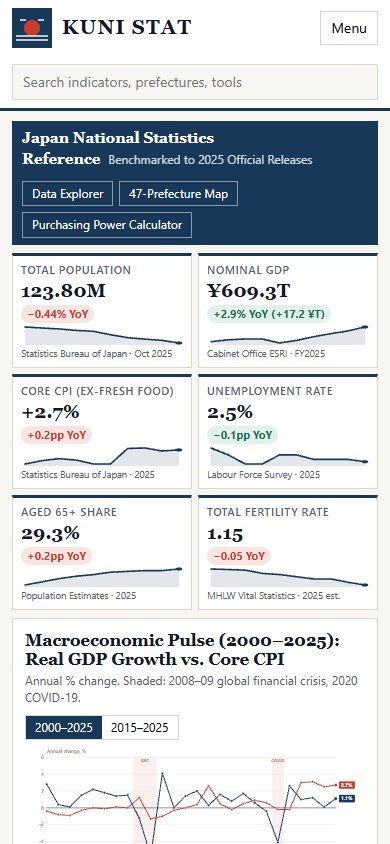 KUNI STAT
Menu
Search indicators, prefectures, tools
Japan National Statistics
Reference Benchmarked to 2025 Official Releases
Data Explorer
47-Prefecture Map
Purchasing Power Calculator
TOTAL POPULATION
123.80M
−0.44% YoY
Statistics Bureau of Japan · Oct 2025
NOMINAL GDP
¥609.3T
+2.9% YoY (+17.2 ¥T)
Cabinet Office ESRI · FY2025
CORE CPI (EX-FRESH FOOD)
+2.7%
+0.2pp YoY
Statistics Bureau of Japan · 2025
UNEMPLOYMENT RATE
2.5%
−0.1pp YoY
Labour Force Survey · 2025
AGED 65+ SHARE
29.3%
+0.2pp YoY
Population Estimates · 2025
TOTAL FERTILITY RATE
1.15
−0.05 YoY
MHLW Vital Statistics · 2025 est.
Macroeconomic Pulse (2000–2025):
Real GDP Growth vs. Core CPI
Annual % change. Shaded: 2008–09 global financial crisis, 2020
COVID-19.
2000–2025
2015–2025
Annual change, %
GFC
COVID
6
4
2
0
−2
−4
2.7%
1.1%